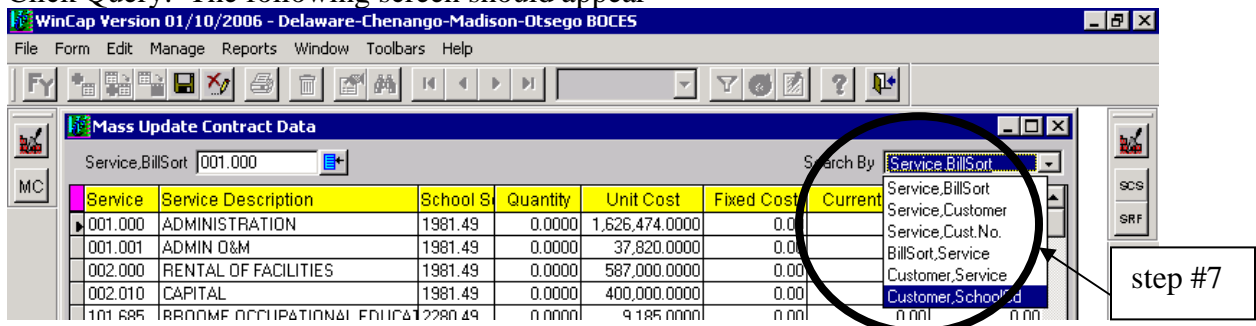 Click Query. The following screen should appear
WinCap Version 01/10/2006 - Delaware-Chenango-Madison-Otsego BOCES
File Form Edit Manage Reports Window Toolbars Help
FY
Mass Update Contract Data
Service,BillSort 001.000 Search By Service,BillSort
MC
SCS
SRF
Service Service Description School Quantity Unit Cost Fixed Cost Current
001.000 ADMINISTRATION 1981.49 0.0000 1,626,474.0000 0.00
001.001 ADMIN O&M 1981.49 0.0000 37,820.0000 0.00
002.000 RENTAL OF FACILITIES 1981.49 0.0000 587,000.0000 0.00
002.010 CAPITAL 1981.49 0.0000 400,000.0000 0.00
101.685 BROOME OCCUPATIONAL EDUCA 2280.49 0.0000 9,185.0000 0.00 0.00 0.00
Service,BillSort
Service,Customer
Service,Cust.No.
BillSort,Service
Customer,Service
Customer,SchoolCd
step #7